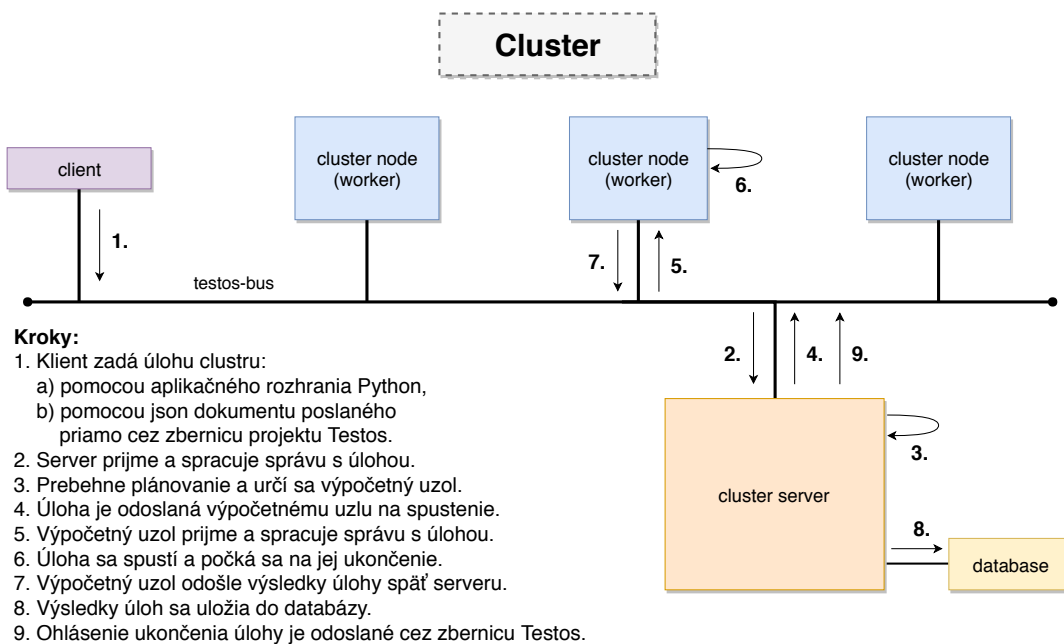 Cluster
client
cluster node
(worker)
cluster node
(worker)
cluster node
(worker)
6.
1.
7.
5.
testos-bus
2.
4.
9.
Kroky:
1. Klient zadá úlohu clustru:
a) pomocou aplikačného rozhrania Python,
b) pomocou json dokumentu poslaného
priamo cez zbernicu projektu Testos.
2. Server prijme a spracuje správu s úlohou.
3. Prebehne plánovanie a určí sa výpočetný uzol.
4. Úloha je odoslaná výpočetnému uzlu na spustenie.
5. Výpočetný uzol prijme a spracuje správu s úlohou.
6. Úloha sa spustí a počká sa na jej ukončenie.
7. Výpočetný uzol odošle výsledky úlohy späť serveru.
8. Výsledky úloh sa uložia do databázy.
9. Ohlásenie ukončenia úlohy je odoslané cez zbernicu Testos.
3.
cluster server
8.
database